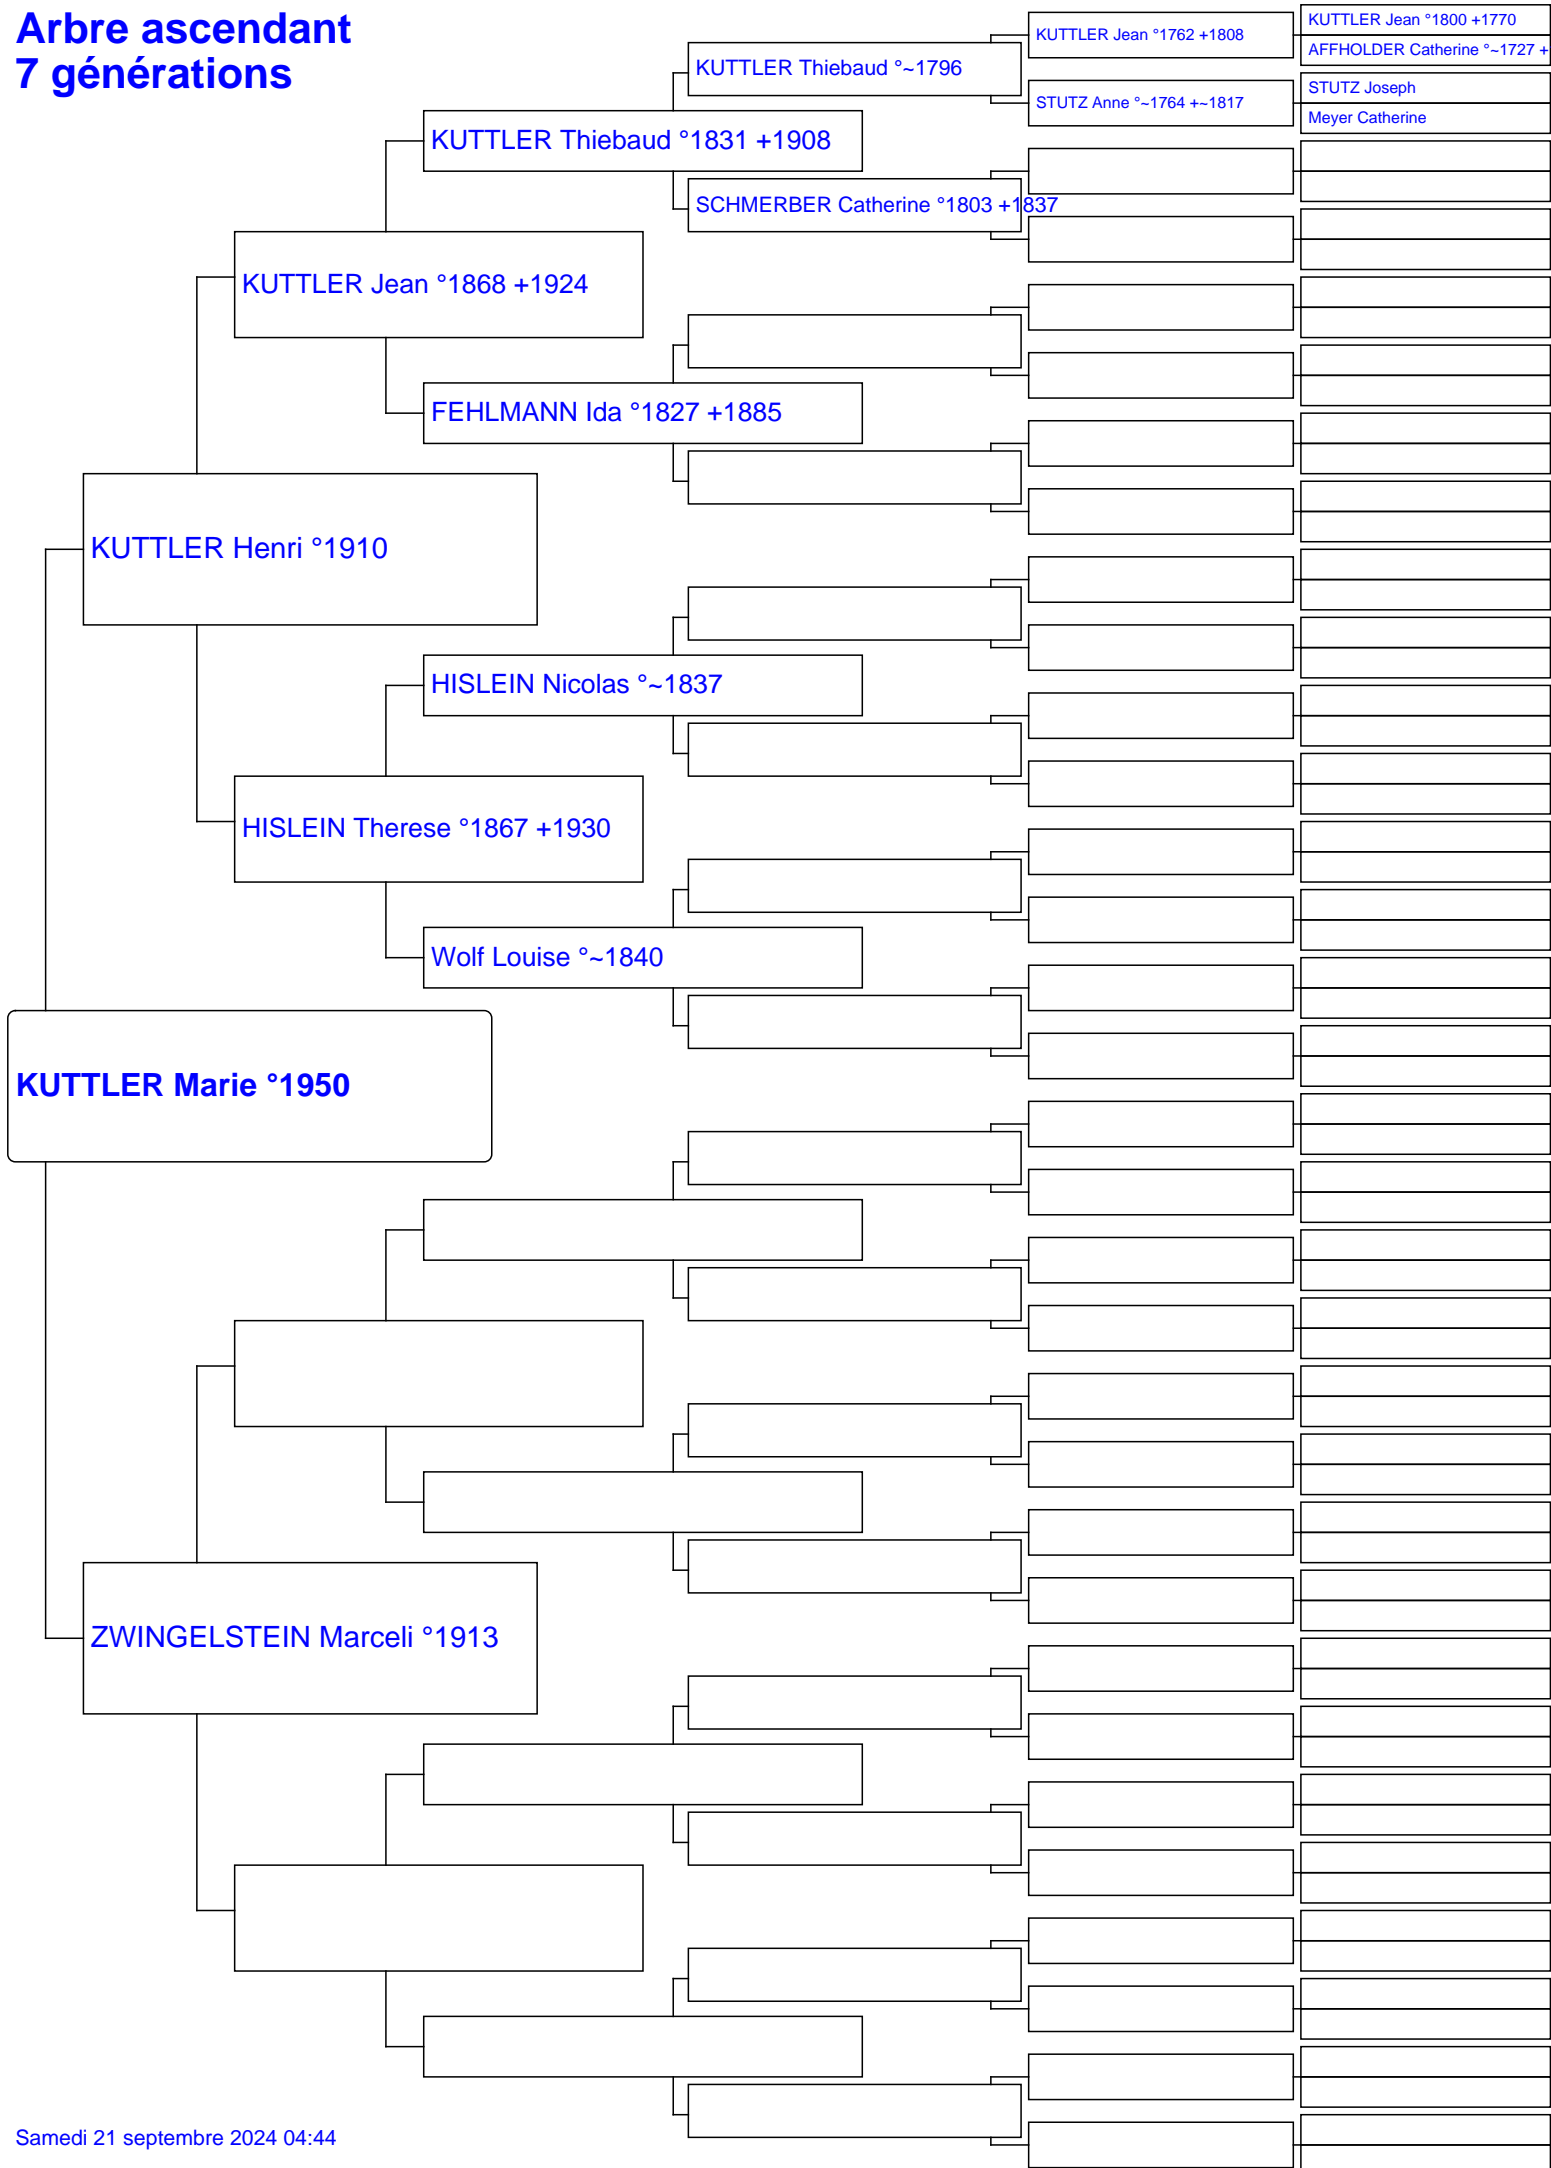 Arbre ascendant
7 générations
KUTTLER Jean °1800 +1770
KUTTLER Jean °1762 +1808
AFFHOLDER Catherine °~1727 +
KUTTLER Thiebaud °~1796
STUTZ Joseph
STUTZ Anne °~1764 +~1817
Meyer Catherine
KUTTLER Thiebaud °1831 +1908
SCHMERBER Catherine °1803 +1837
KUTTLER Jean °1868 +1924
FEHLMANN Ida °1827 +1885
KUTTLER Henri °1910
HISLEIN Nicolas °~1837
HISLEIN Therese °1867 +1930
Wolf Louise °~1840
KUTTLER Marie °1950
ZWINGELSTEIN Marceli °1913
Samedi 21 septembre 2024 04:44